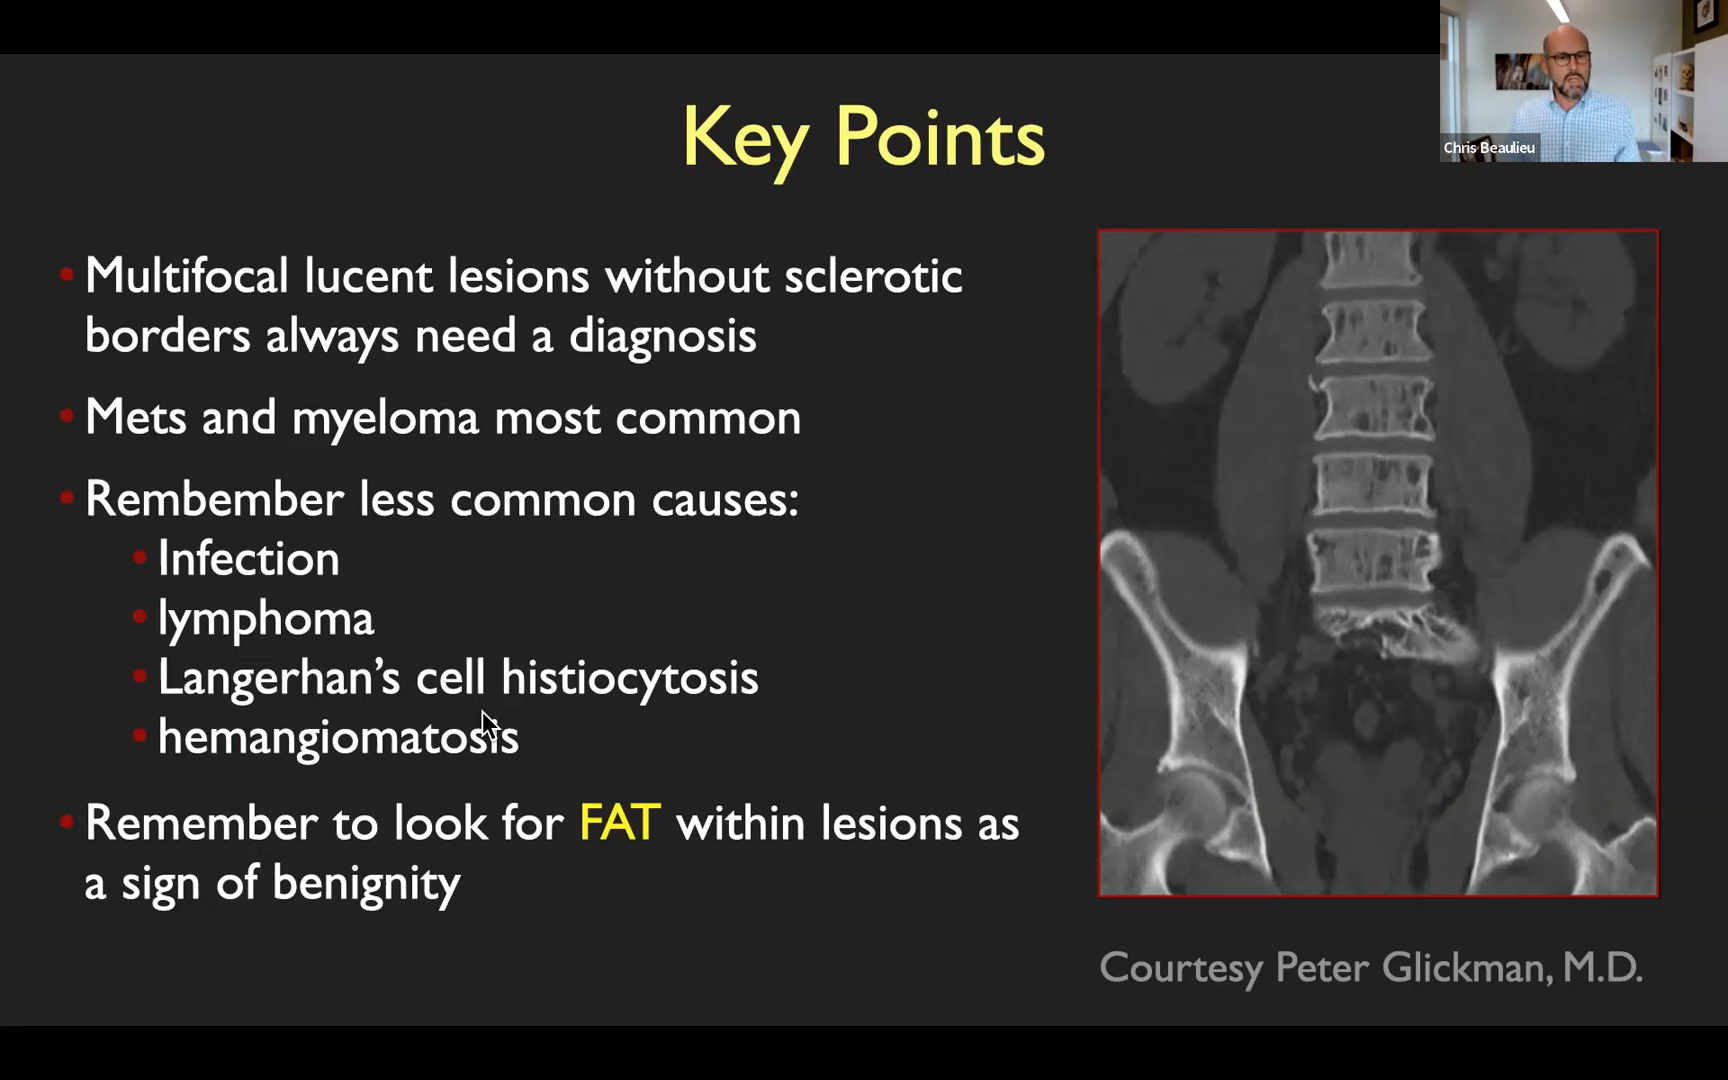 Key Points
Chris Beaulieu
• Multifocal lucent lesions without sclerotic
borders always need a diagnosis
• Mets and myeloma most common
• Rembember less common causes:
• Infection
• lymphoma
• Langerhan’s cell histiocytosis
• hemangiomatosis
• Remember to look for FAT within lesions as
a sign of benignity
Courtesy Peter Glickman, M.D.